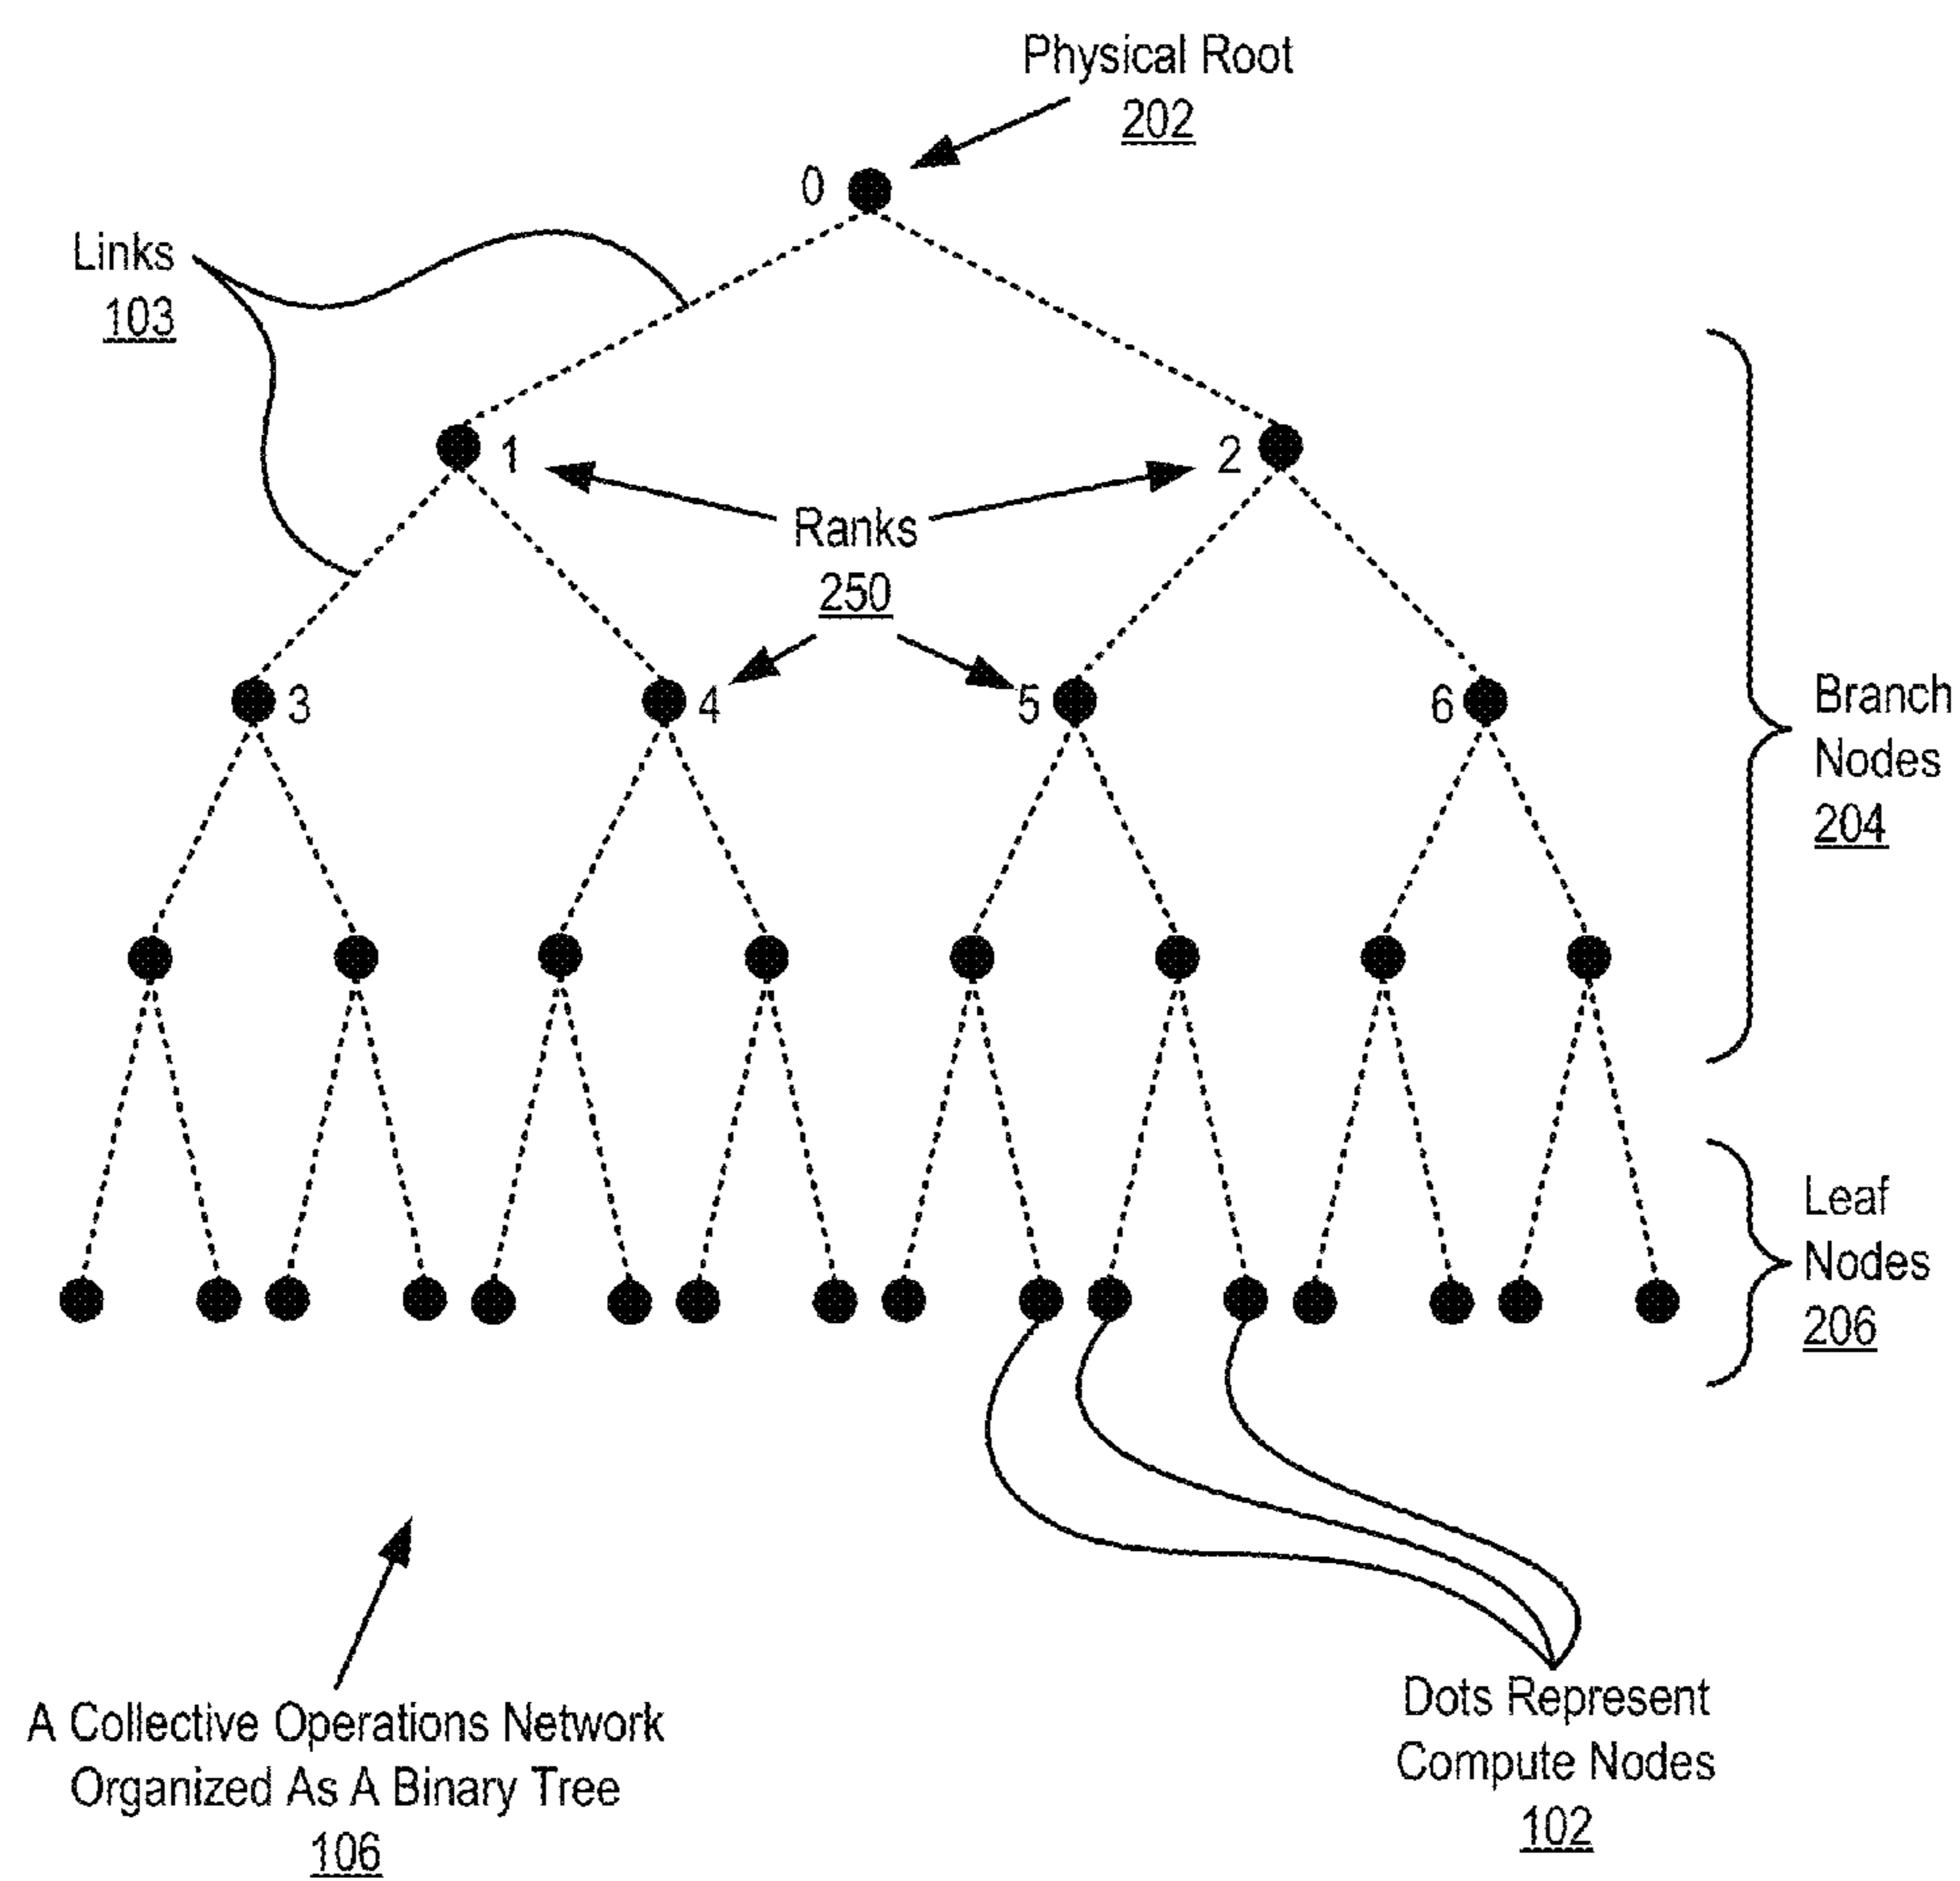 Physical Root
202
0
Links
103
1
2
Ranks
250
3
4
5
6
Branch
Nodes
204
Leaf
Nodes
206
A Collective Operations Network
Organized As A Binary Tree
106
Dots Represent
Compute Nodes
102